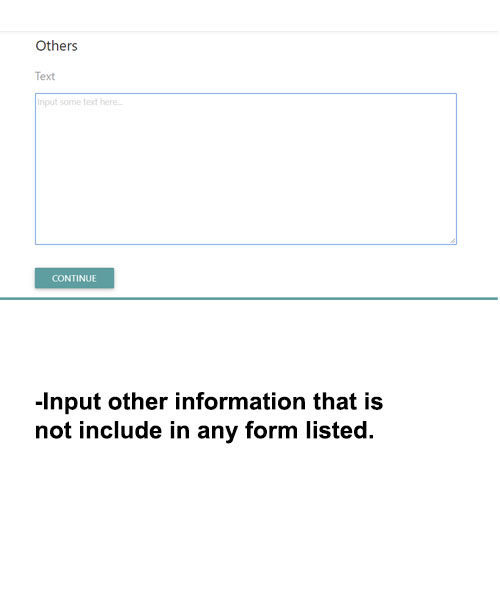 Others
Text
Input some text here...
CONTINUE
-Input other information that is
not include in any form listed.